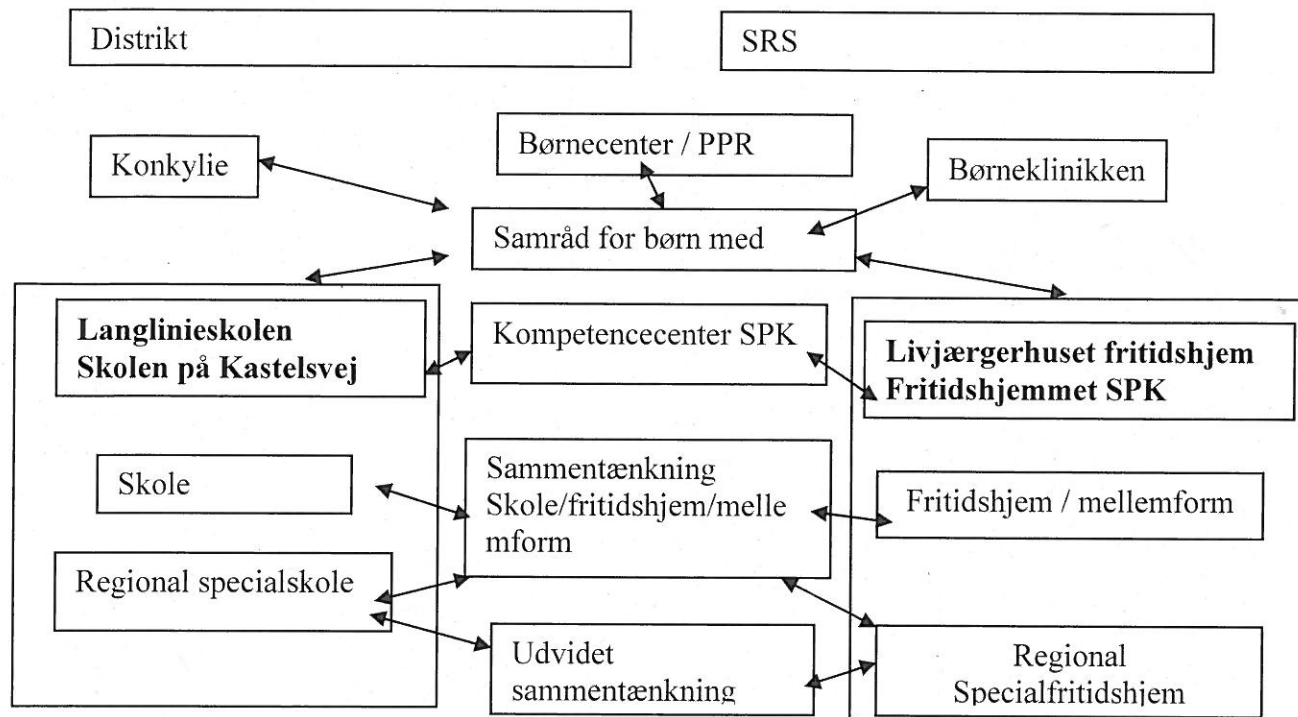 Distrikt
SRS
Konkylie
Børnecenter / PPR
Børneklinikken
Samråd for børn med
Langlinieskolen
Skolen på Kastelsvej
Kompetencecenter SPK
Livjærgerhuset fritidshjem
Fritidshjemmet SPK
Skole
Sammentænkning
Skole/fritidshjem/melle
mform
Fritidshjem / mellemform
Regional specialskole
Udvidet
sammentænkning
Regional
Specialfritidshjem